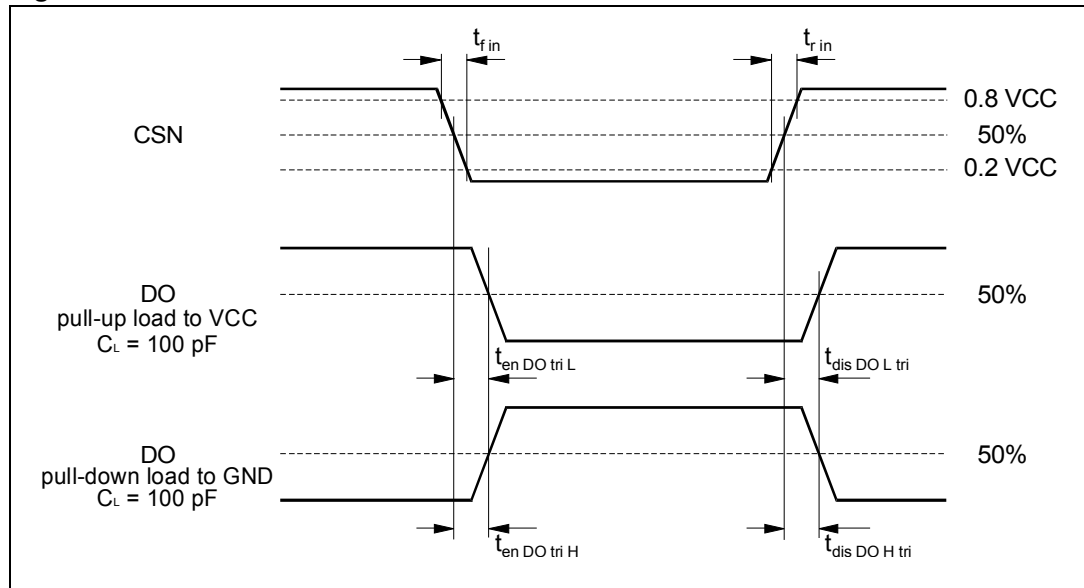 t f in
t r in
CSN
0.8 VCC
50%
0.2 VCC
DO
pull-up load to VCC
CL = 100 pF
50%
t en DO tri L
t dis DO L tri
DO
pull-down load to GND
CL = 100 pF
50%
t en DO tri H
t dis DO H tri